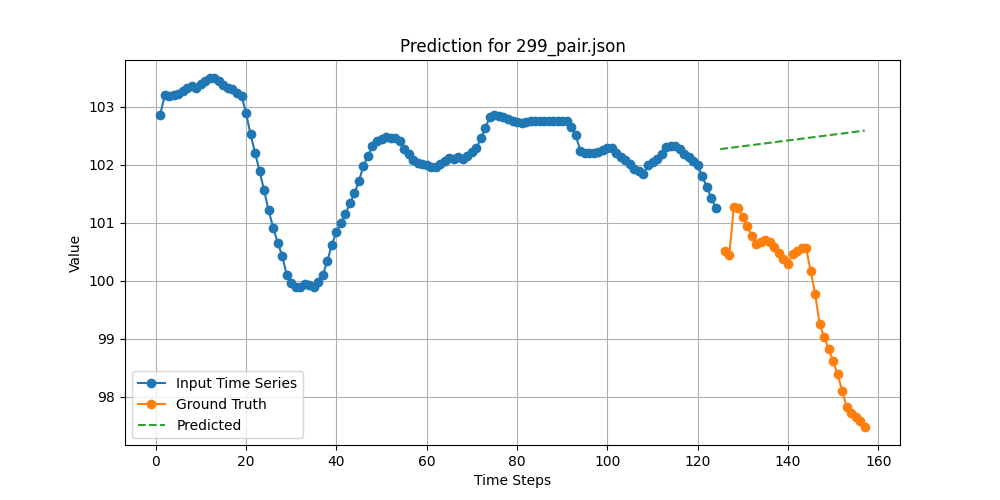 Prediction for 299_pair.json
Value
103
102
101
100
99
98
Input Time Series
Ground Truth
Predicted
0 20 40 60 80 100 120 140 160
Time Steps